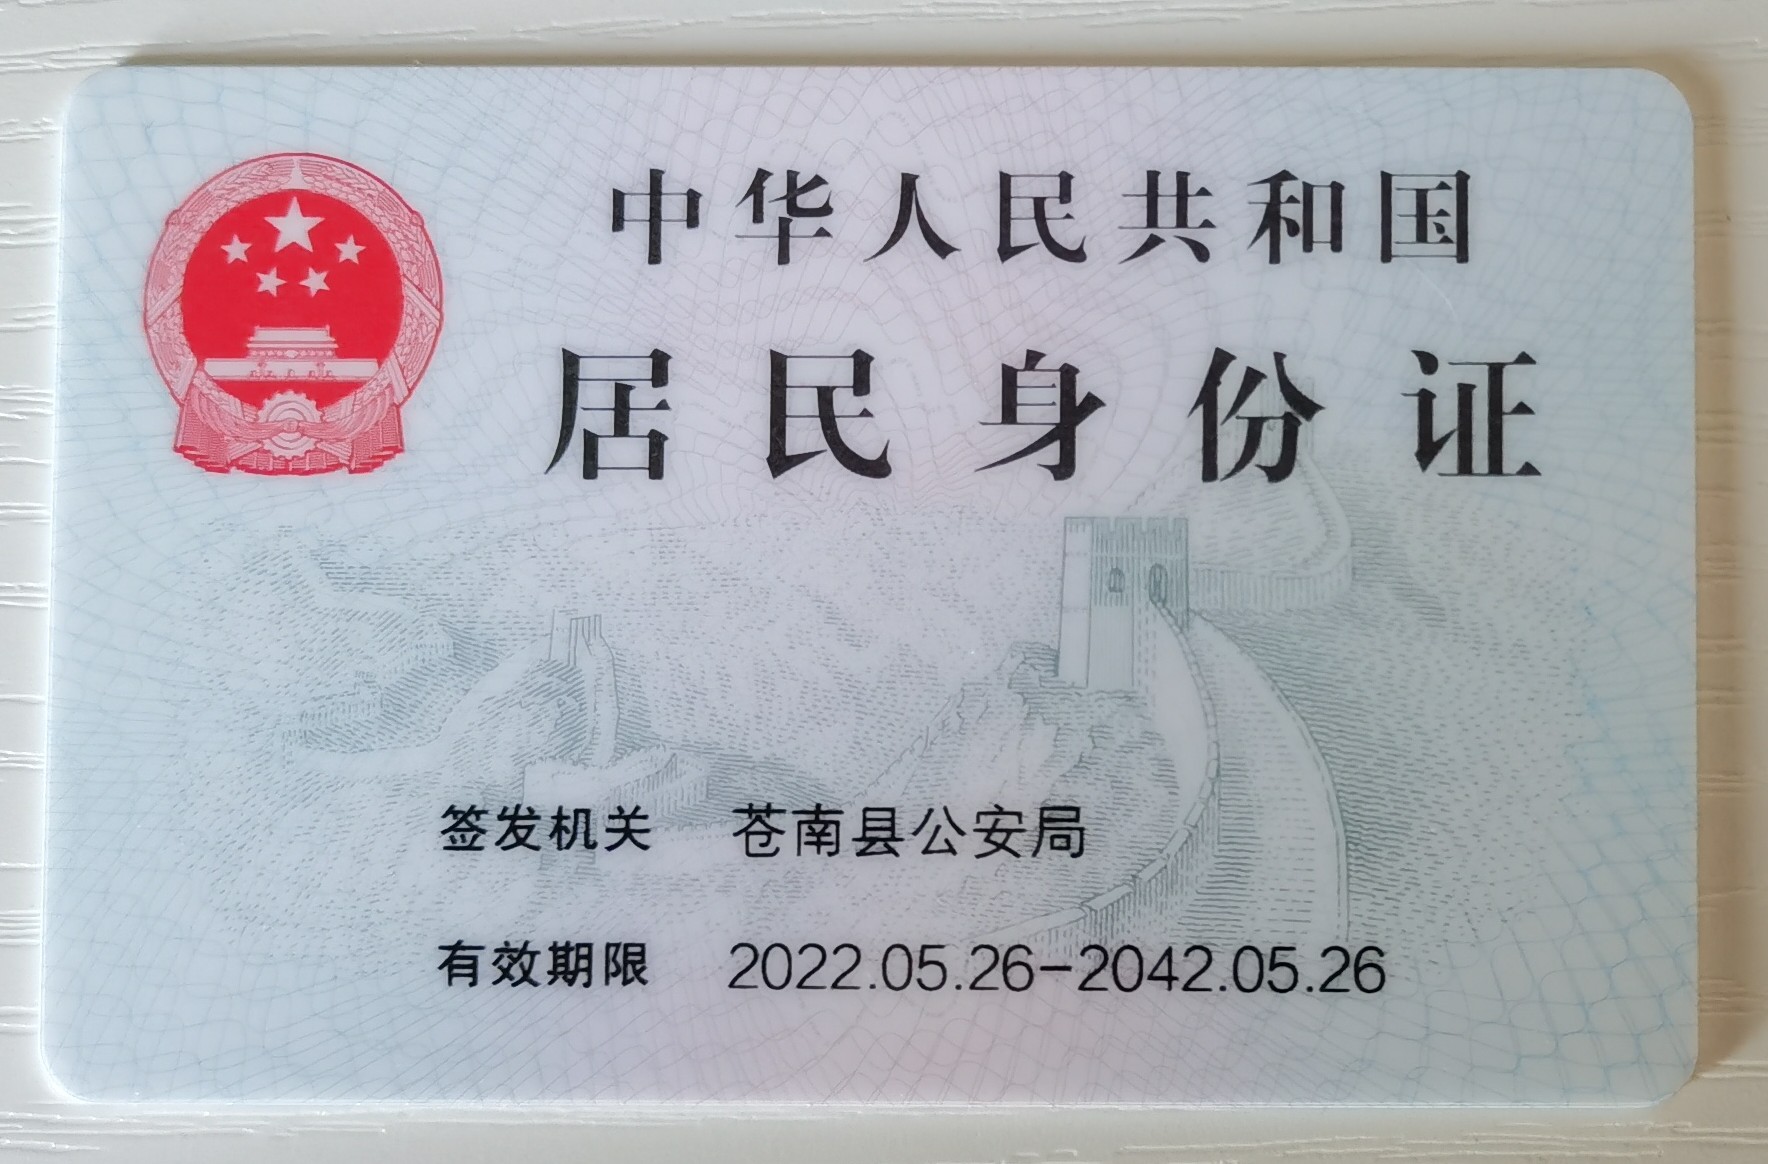 中华人民共和国
居民身份证
签发机关 苍南县公安局
有效期限 2022.05.26-2042.05.26